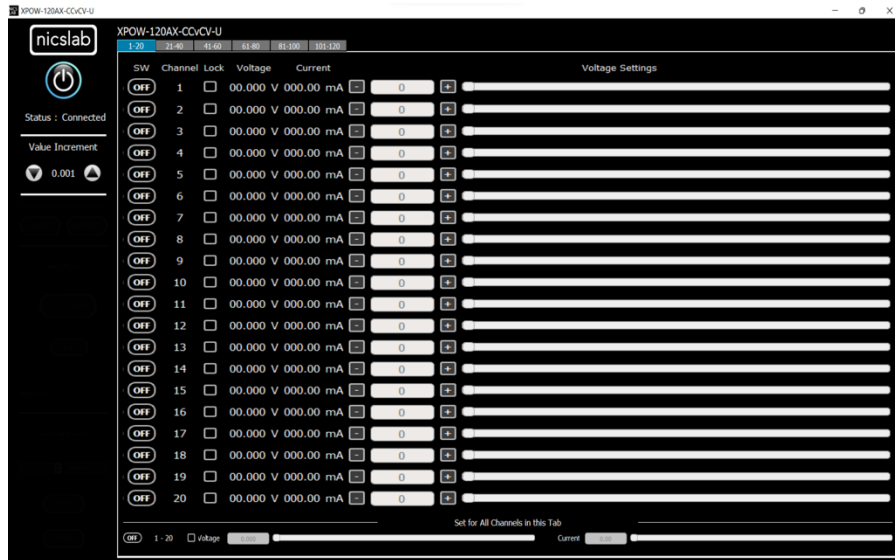 XPOW-120AX-CCvCV-U
nicslab
XPOW-120AX-CCvCV-U
1-20 21-40 41-60 61-80 81-100 101-120
SW Channel Lock Voltage Current Voltage Settings
OFF 1 00.000 V 000.00 mA - 0 +
OFF 2 00.000 V 000.00 mA - 0 +
Status : Connected
OFF 3 00.000 V 000.00 mA - 0 +
Value Increment
OFF 4 00.000 V 000.00 mA - 0 +
0.001
OFF 5 00.000 V 000.00 mA - 0 +
OFF 6 00.000 V 000.00 mA - 0 +
OFF 7 00.000 V 000.00 mA - 0 +
OFF 8 00.000 V 000.00 mA - 0 +
OFF 9 00.000 V 000.00 mA - 0 +
OFF 10 00.000 V 000.00 mA - 0 +
OFF 11 00.000 V 000.00 mA - 0 +
OFF 12 00.000 V 000.00 mA - 0 +
OFF 13 00.000 V 000.00 mA - 0 +
OFF 14 00.000 V 000.00 mA - 0 +
OFF 15 00.000 V 000.00 mA - 0 +
OFF 16 00.000 V 000.00 mA - 0 +
OFF 17 00.000 V 000.00 mA - 0 +
OFF 18 00.000 V 000.00 mA - 0 +
OFF 19 00.000 V 000.00 mA - 0 +
OFF 20 00.000 V 000.00 mA - 0 +
Set for All Channels in this Tab
OFF 1 - 20 Voltage Current 0.00